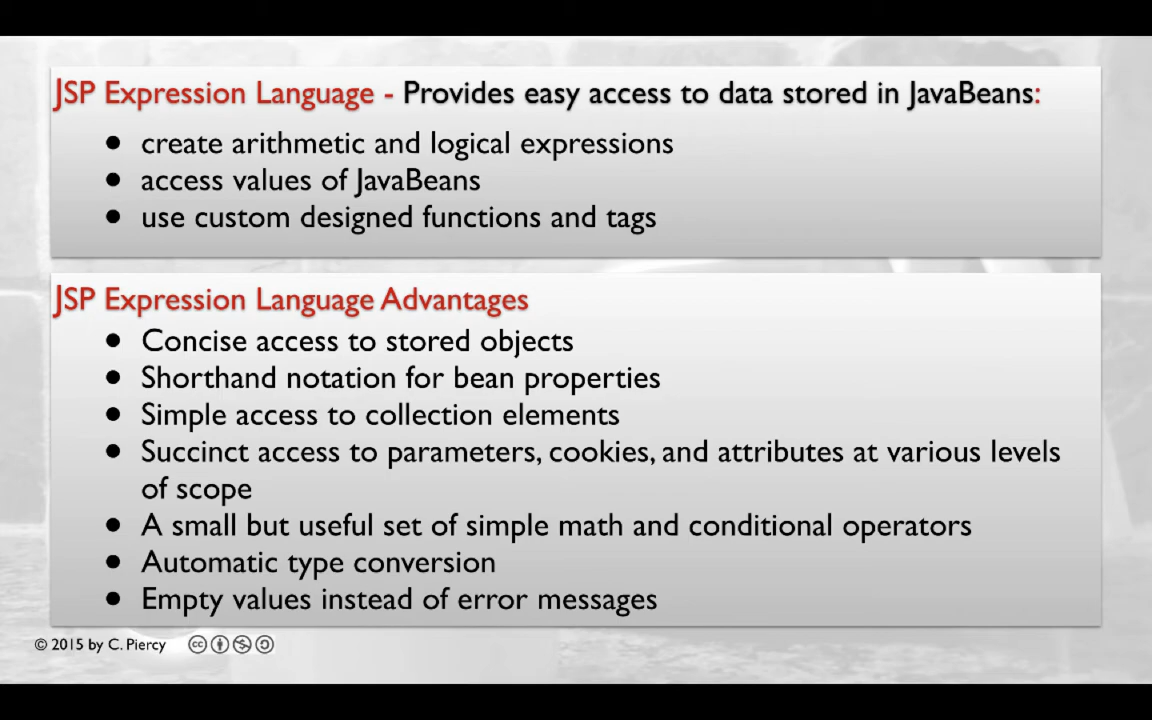 JSP Expression Language - Provides easy access to data stored in JavaBeans:
● create arithmetic and logical expressions
● access values of JavaBeans
● use custom designed functions and tags
JSP Expression Language Advantages
● Concise access to stored objects
● Shorthand notation for bean properties
● Simple access to collection elements
● Succinct access to parameters, cookies, and attributes at various levels
of scope
● A small but useful set of simple math and conditional operators
● Automatic type conversion
● Empty values instead of error messages
© 2015 by C. Piercy